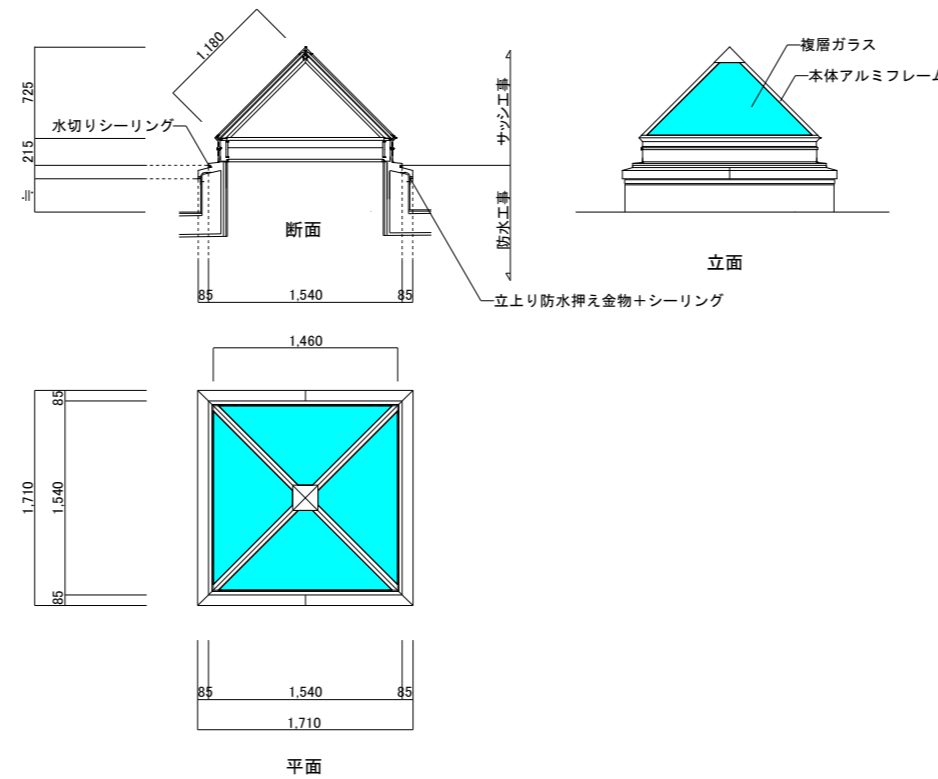 1,180
725
215
水切りシーリング
断面
サッシ工事
防水工事
85
1,540
85
立上り防水押え金物＋シーリング
複層ガラス
本体アルミフレーム
立面
1,460
1,710
85
1,540
85
85
1,540
85
1,710
平面